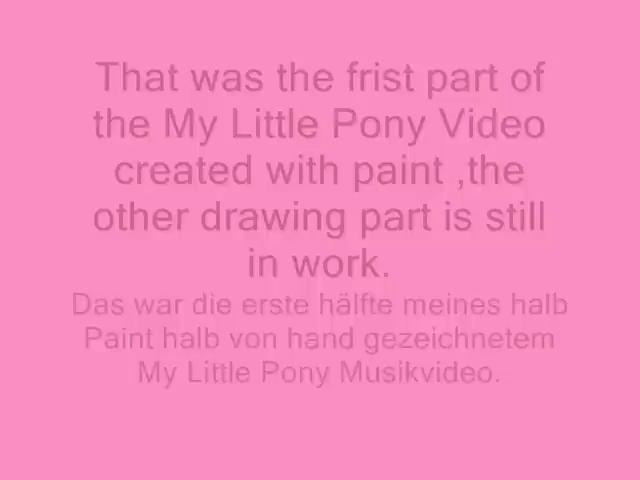 That was the frist part of
the My Little Pony Video
created with paint ,the
other drawing part is still
in work.
Das war die erste hälfte meines halb
Paint halb von hand gezeichnetem
My Little Pony Musikvideo.